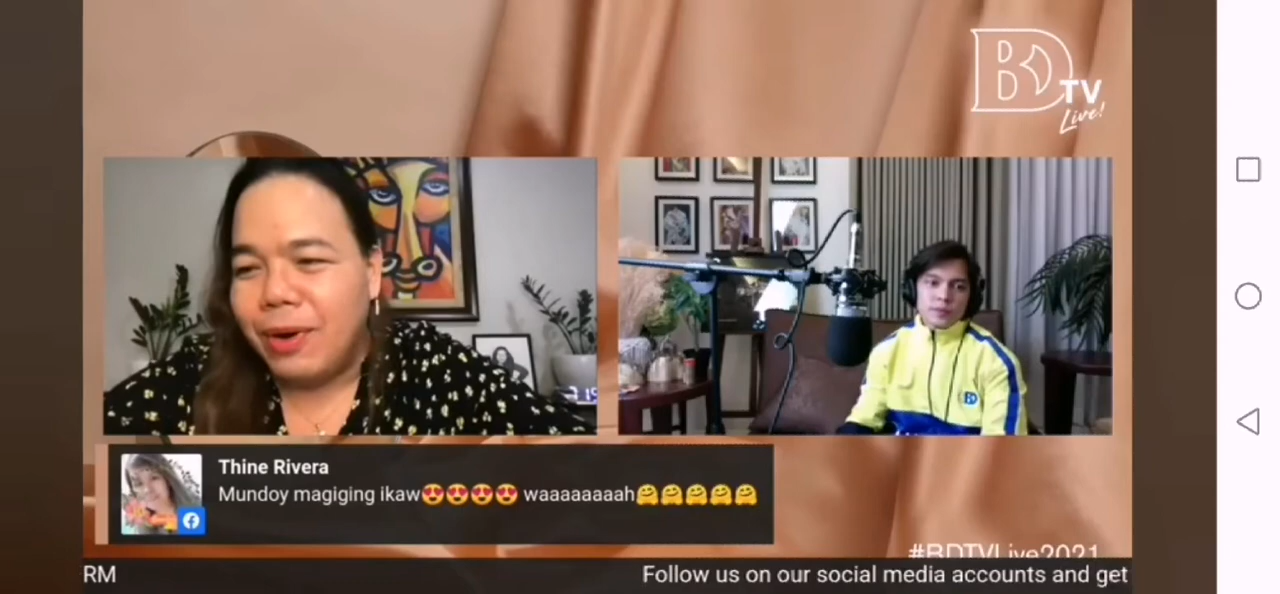 BD TV
Live!
Thine Rivera
Mundoy magiging ikaw😍😍😍😍 waaaaaaaah🤗🤗🤗🤗🤗
#BDTVLive2021
RM
Follow us on our social media accounts and get